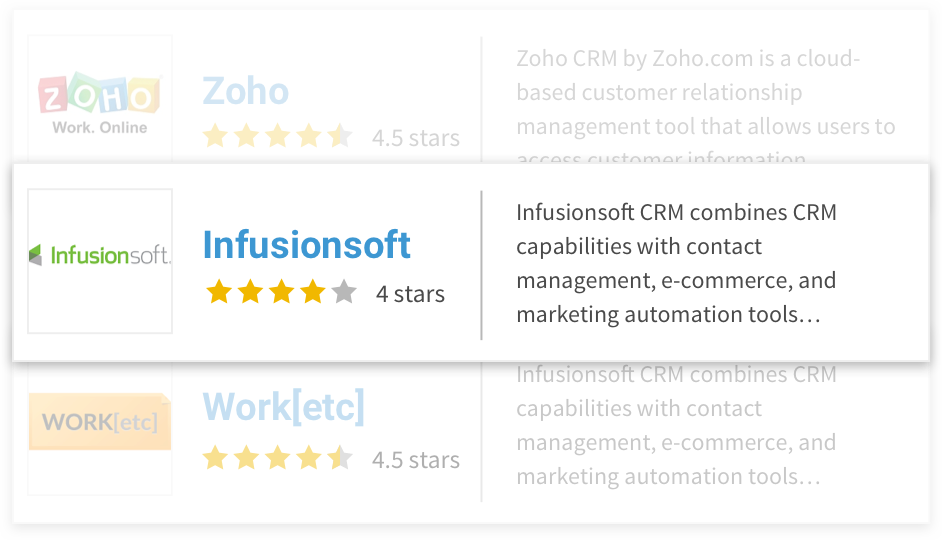 ZOHO
Work. Online
Zoho
4.5 stars
Zoho CRM by Zoho.com is a cloud-
based customer relationship
management tool that allows users to
access customer information
Infusionsoft.
Infusionsoft
4 stars
Infusionsoft CRM combines CRM
capabilities with contact
management, e-commerce, and
marketing automation tools…
WORK[etc]
Work[etc]
4.5 stars
Infusionsoft CRM combines CRM
capabilities with contact
management, e-commerce, and
marketing automation tools…